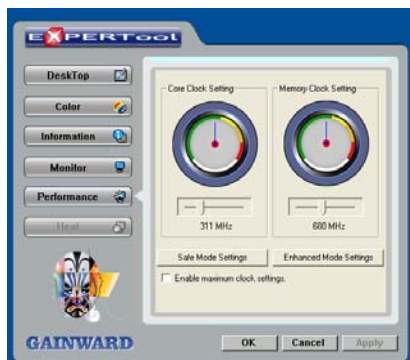 EXPERTool
DeskTop
Color
Information
Monitor
Performance
Heat
Core Clock Setting
Memory Clock Setting
311 MHz
600 MHz
Safe Mode Settings
Enhanced Mode Settings
Enable maximum clock settings.
GAINWARD
OK
Cancel
Apply